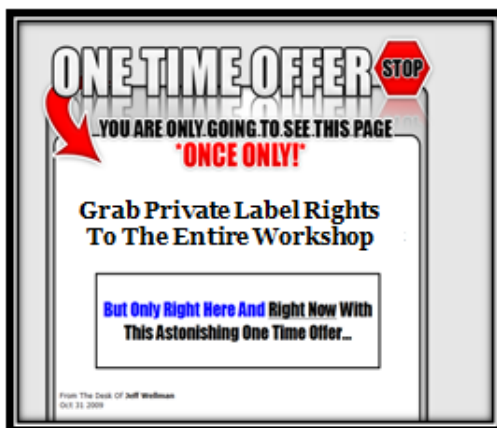 ONE TIME OFFER STOP
YOU ARE ONLY GOING TO SEE THIS PAGE
*ONCE ONLY!*
Grab Private Label Rights
To The Entire Workshop
But Only Right Here And Right Now With
This Astonishing One Time Offer...
From The Desk Of Jeff Wellman
Oct 31 2009